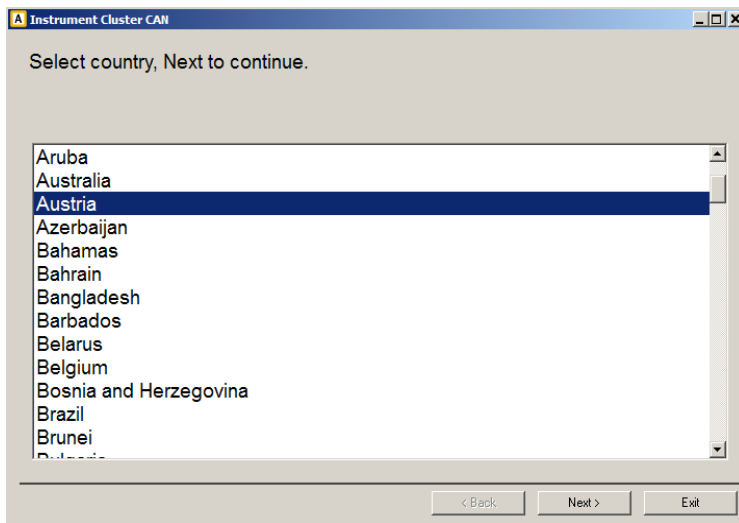 A Instrument Cluster CAN
Select country, Next to continue.
Aruba
Australia
Austria
Azerbaijan
Bahamas
Bahrain
Bangladesh
Barbados
Belarus
Belgium
Bosnia and Herzegovina
Brazil
Brunei
Bulgaria
< Back Next > Exit